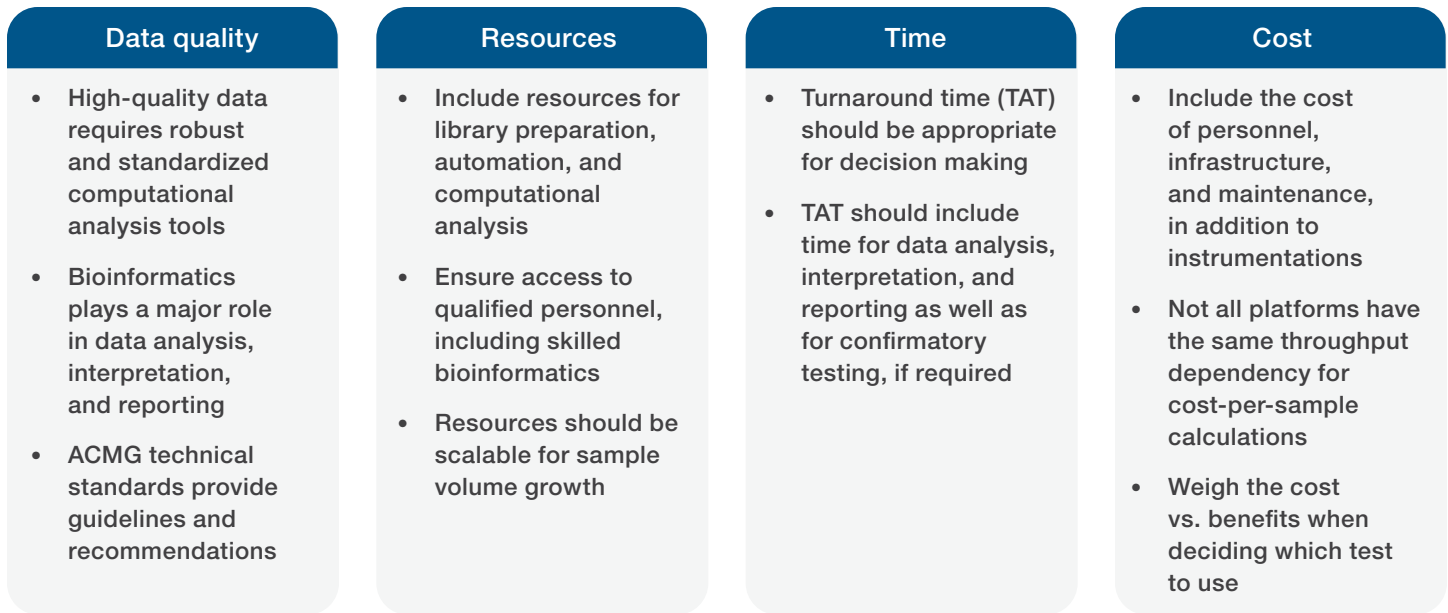 Data quality
• High-quality data
requires robust
and standardized
computational
analysis tools
• Bioinformatics
plays a major role
in data analysis,
interpretation,
and reporting
• ACMG technical
standards provide
guidelines and
recommendations
Resources
• Include resources for
library preparation,
automation, and
computational
analysis
• Ensure access to
qualified personnel,
including skilled
bioinformatics
• Resources should be
scalable for sample
volume growth
Time
• Turnaround time (TAT)
should be appropriate
for decision making
• TAT should include
time for data analysis,
interpretation, and
reporting as well as
for confirmatory
testing, if required
Cost
• Include the cost
of personnel,
infrastructure,
and maintenance,
in addition to
instrumentations
• Not all platforms have
the same throughput
dependency for
cost-per-sample
calculations
• Weigh the cost
vs. benefits when
deciding which test
to use